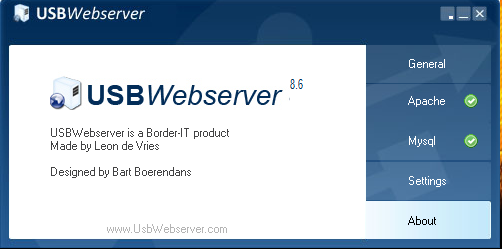 USBWebserver
General
USBWebserver 8.6
Apache
USBWebserver is a Border-IT product
Made by Leon de Vries
Mysql
Designed by Bart Boerendans
Settings
About
www.UsbWebserver.com